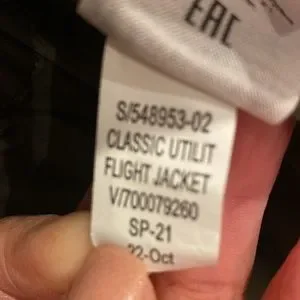 EAC
S/548953-02
CLASSIC UTILIT
FLIGHT JACKET
V/700079260
SP-21
22-Oct